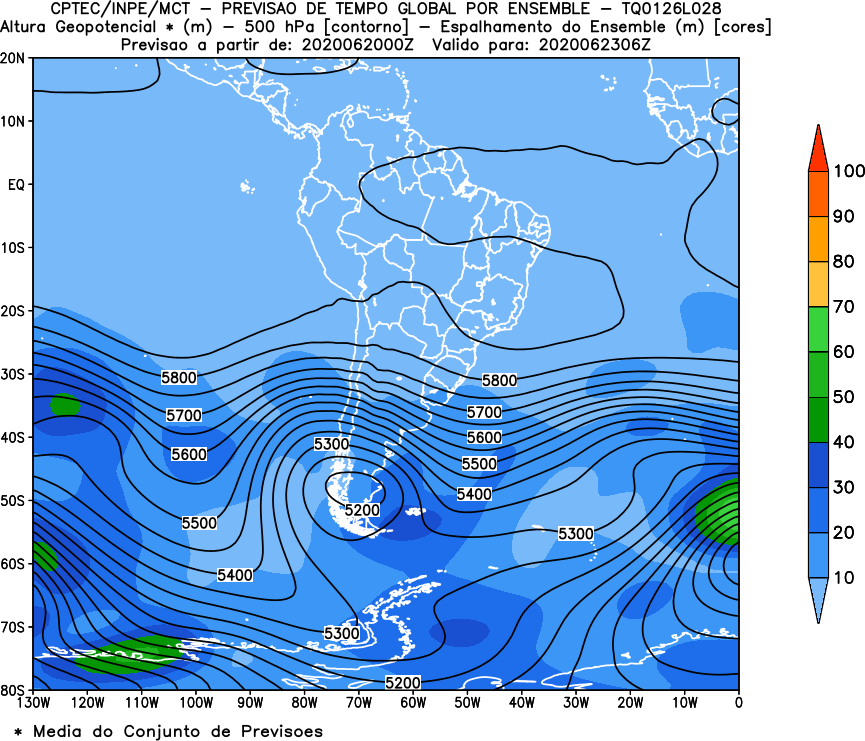 CPTEC/INPE/MCT – PREVISAO DE TEMPO GLOBAL POR ENSEMBLE – TQ0126L028
Altura Geopotencial * (m) – 500 hPa [contorno] – Espalhamento do Ensemble (m) [cores]
Previsao a partir de: 2020062000Z Valido para: 2020062306Z
20N
10N
EQ
10S
20S
30S
40S
50S
60S
70S
80S
130W 120W 110W 100W 90W 80W 70W 60W 50W 40W 30W 20W 10W 0
5800
5800
5700
5700
5600
5600
5300
5500
5400
5200
5500
5300
5400
5300
5200
100
90
80
70
60
50
40
30
20
10
* Media do Conjunto de Previsoes